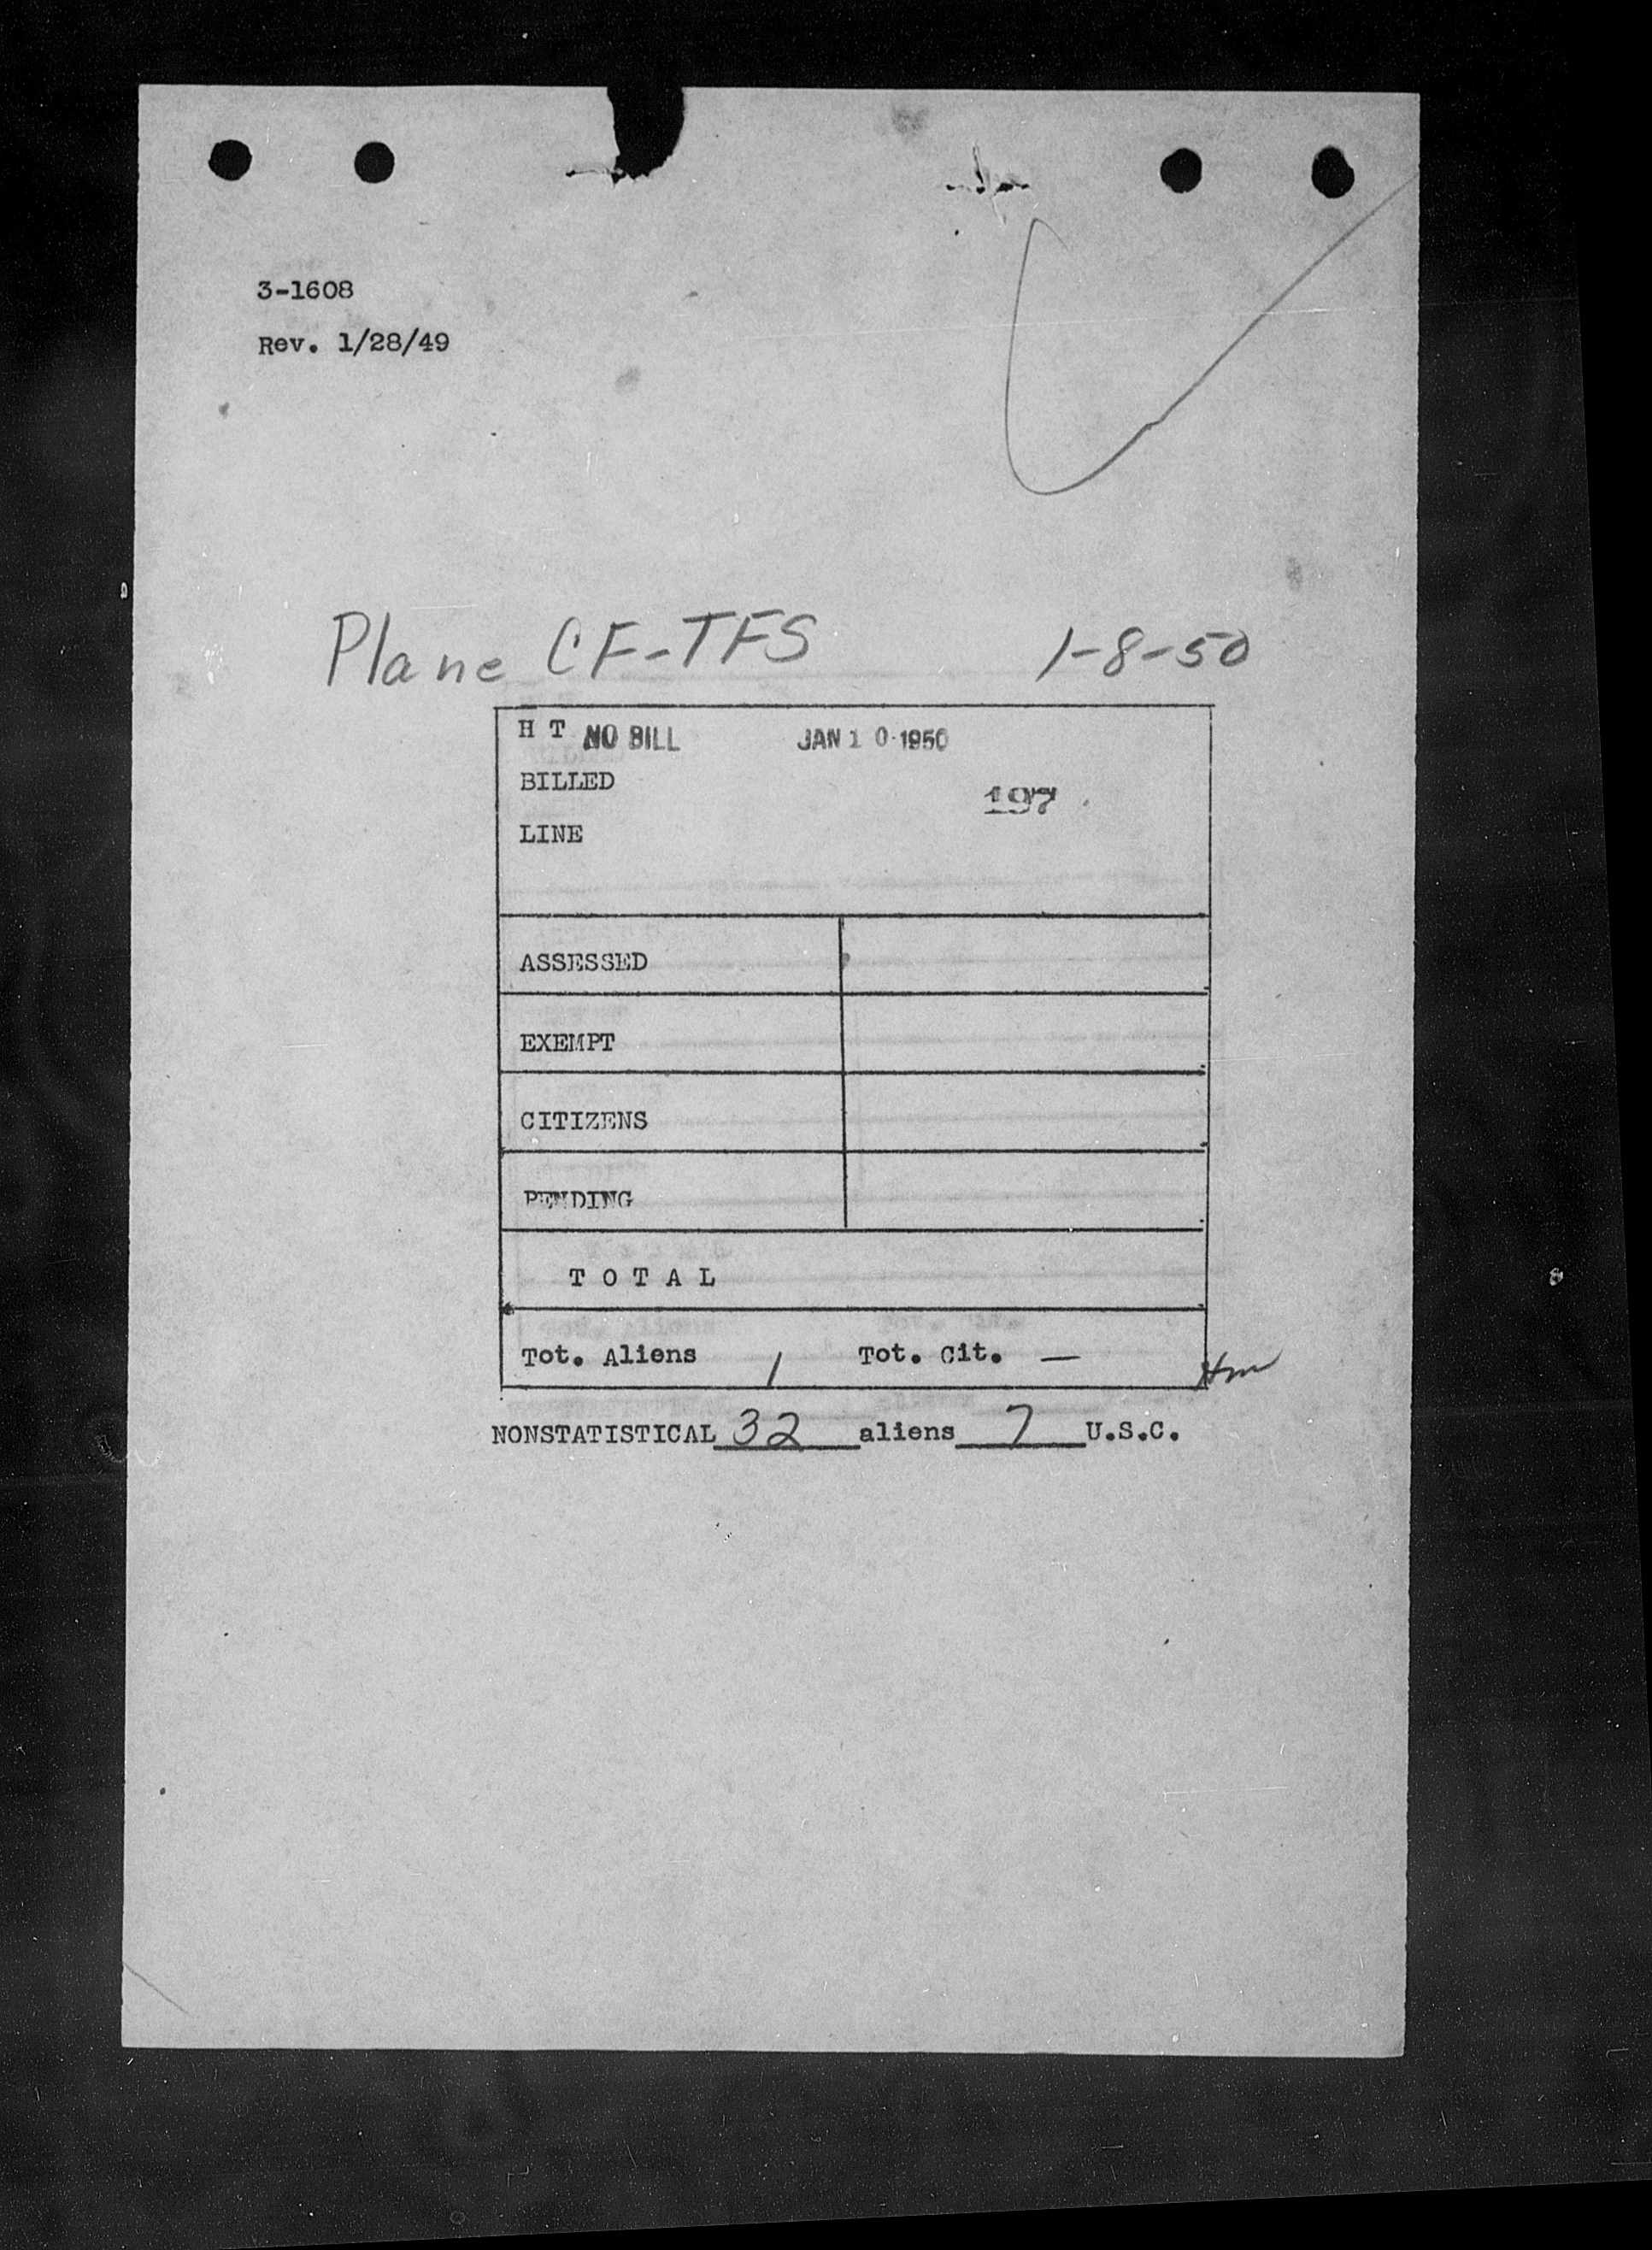 3-1608
Rev. 1/28/49
Plane CF-TFS 1-8-50
H T NO BILL JAN 10 1950
BILLED
197
LINE
ASSESSED
EXEMPT
CITIZENS
PENDING
T O T A L
Tot. Aliens 1 Tot. Cit. —
NONSTATISTICAL 32 aliens 7 U.S.C.